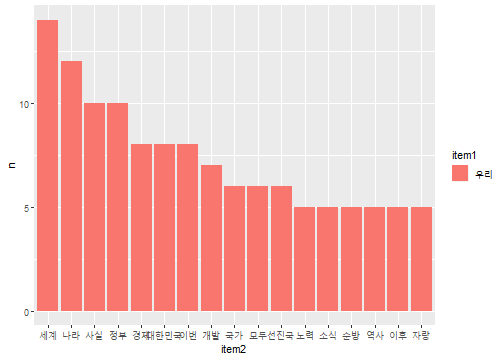 10
5
0
n
세계 나라 사실 정부 경제 대한민국 이번 개발 국가 모두 선진국 노력 소식 순방 역사 이후 자랑
item2
item1
우리